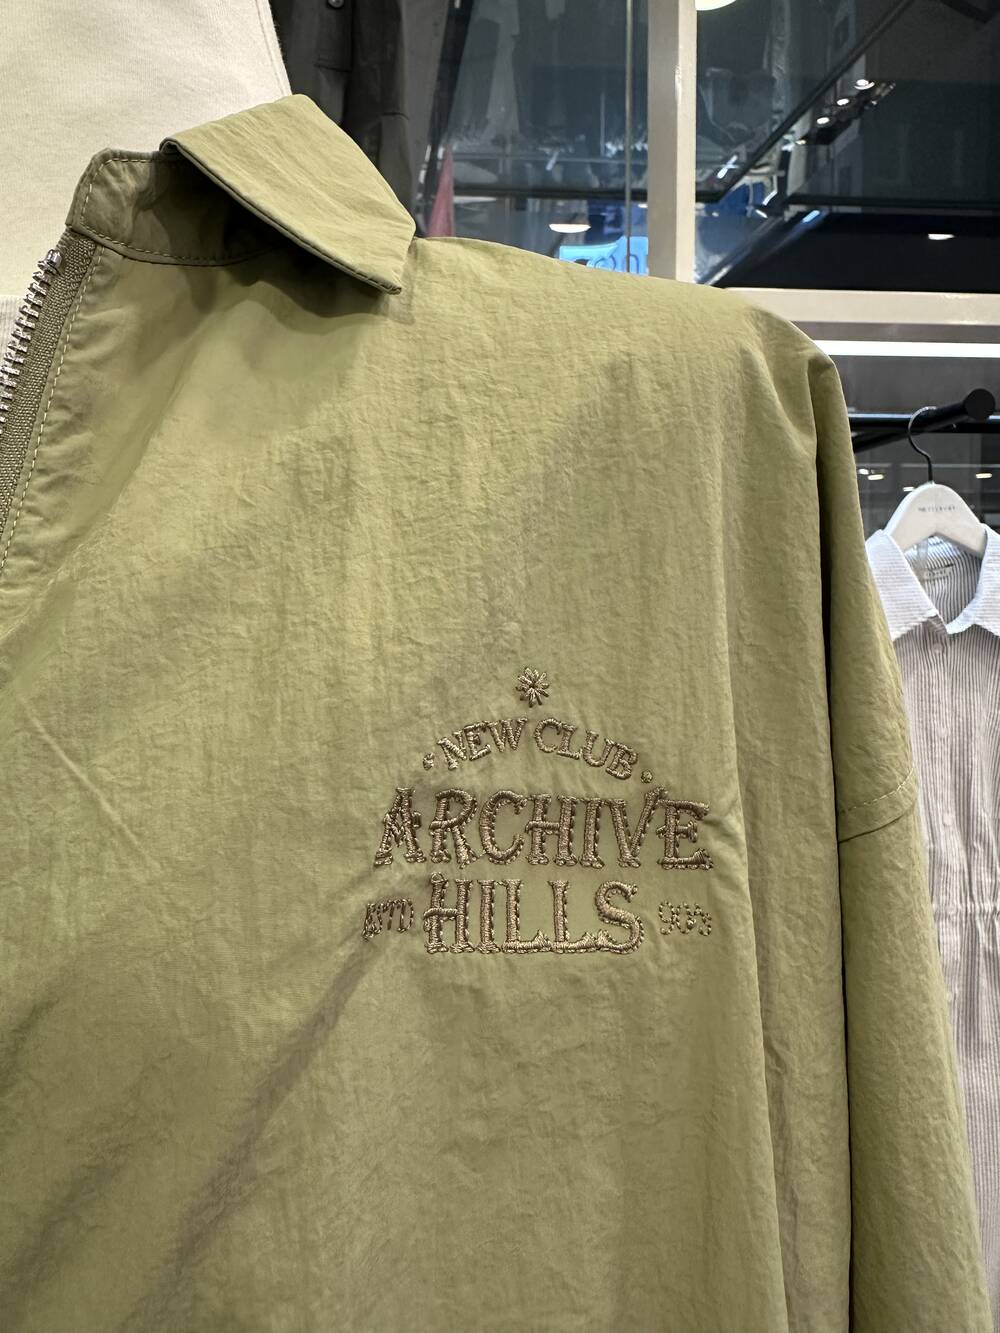 • NEW CLUB •
ARCHIVE
ESTD HILLS 90's